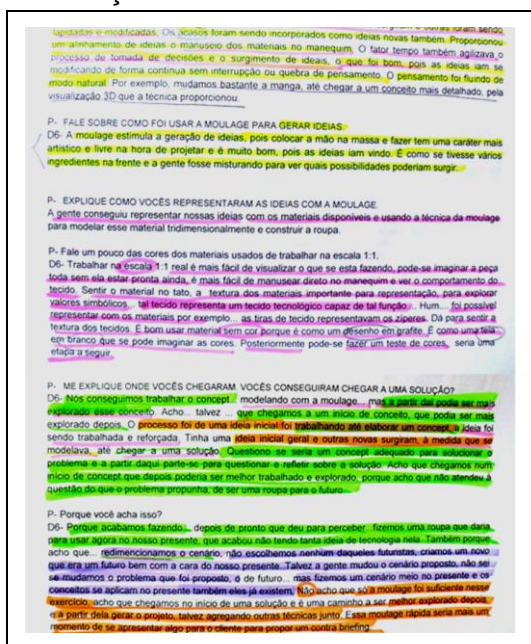 lapidadas e modificadas. Os acasos foram sendo incorporados como ideias novas também. Proporcionou
um alinhamento de ideias o manuseio dos materiais no manequim. O fator tempo também agilizava o
processo de tomada de decisões e o surgimento de ideais, o que foi bom, pois as ideias iam se
modificando de forma continua sem interrupção ou quebra de pensamento. O pensamento foi fluindo de
modo natural. Por exemplo, mudamos bastante a manga, até chegar a um conceito mais detalhado, pela
visualização 3D que a técnica proporcionou.
P- FALE SOBRE COMO FOI USAR A MOULAGE PARA GERAR IDEIAS.
D6- A moulage estimula a geração de ideias, pois colocar a mão na massa e fazer tem uma caráter mais
artistico e livre na hora de projetar e é muito bom, pois as ideias iam vindo. É como se tivesse vários
ingredientes na frente e a gente fosse misturando para ver quais possibilidades poderiam surgir.
P- EXPLIQUE COMO VOCÊS REPRESENTARAM AS IDEIAS COM A MOULAGE.
A gente conseguiu representar nossas ideias com os materiais disponíveis e usando a técnica da moulage
para modelar esse material tridimensionalmente e construir a roupa.
P- Fale um pouco das cores dos materiais usados de trabalhar na escala 1:1.
D6- Trabalhar na escala 1:1 real é mais fácil de visualizar o que se esta fazendo, pode-se imaginar a peça
toda sem ela estar pronta ainda, é mais fácil de manusear direto no manequim e ver o comportamento do
tecido. Sentir o material no tato, a textura dos materiais importante para representação, para explorar
valores simbólicos... tal tecido representa um tecido tecnológico capaz de tal função... Hum... foi possível
representar com os materiais por exemplo... as tiras de tecido representavam os zíperes. Dá para sentir a
textura dos tecidos. É bom usar material sem cor porque é como um desenho em grafite. É como uma tela
em branco que se pode imaginar as cores. Posteriormente pode-se fazer um teste de cores, seria uma
etapa a seguir.
P- ME EXPLIQUE ONDE VOCÊS CHEGARAM. VOCÊS CONSEGUIRAM CHEGAR A UMA SOLUÇÃO?
D6- Nós conseguimos trabalhar o concept... modelando com a moulage... mas a partir daí podia ser mais
explorado esse conceito. Acho... talvez ... que chegamos a um início de conceito, que podia ser mais
explorado depois. O processo foi de uma ideia inicial foi trabalhando até elaborar um concept, a ideia foi
sendo trabalhada e reforçada. Tinha uma ideia inicial geral e outras novas surgiram, à medida que se
modelava, até chegar a uma solução. Questiono se seria um concept adequado para solucionar o
problema e a partir daqui parte-se para questionar e refletir sobre a solução. Acho que chegamos num
início de concept que depois poderia ser melhor trabalhado e explorado, porque acho que não atendeu à
questão do que o problema propunha, de ser uma roupa para o futuro...
P- Porque você acha isso?
D6- Porque acabamos fazendo... depois de pronto que deu para perceber.. fizemos uma roupa que daria
para usar agora no nosso presente, que acabou não tendo tanta ideia de tecnologia nela. Também porque
acho que... redimencionamos o cenário, não escolhemos nenhum daqueles futuristas, criamos um novo
que era um futuro bem com a cara do nosso presente. Talvez a gente mudou o cenário proposto, não sei
se mudamos o problema que foi proposto, o de futuro... mas fizemos um cenário meio no presente e os
conceitos se aplicam no presente também eles já existem. Não acho que só a moulage foi suficiente nesse
exercício, acho que chegamos no início de uma solução e é uma caminho a ser melhor explorado depois,
e a partir dela gerar o projeto, talvez agregando outras técnicas junto. Essa moulage rápida seria mais um
momento de se apresentar algo para o cliente para propor um contra briefing.